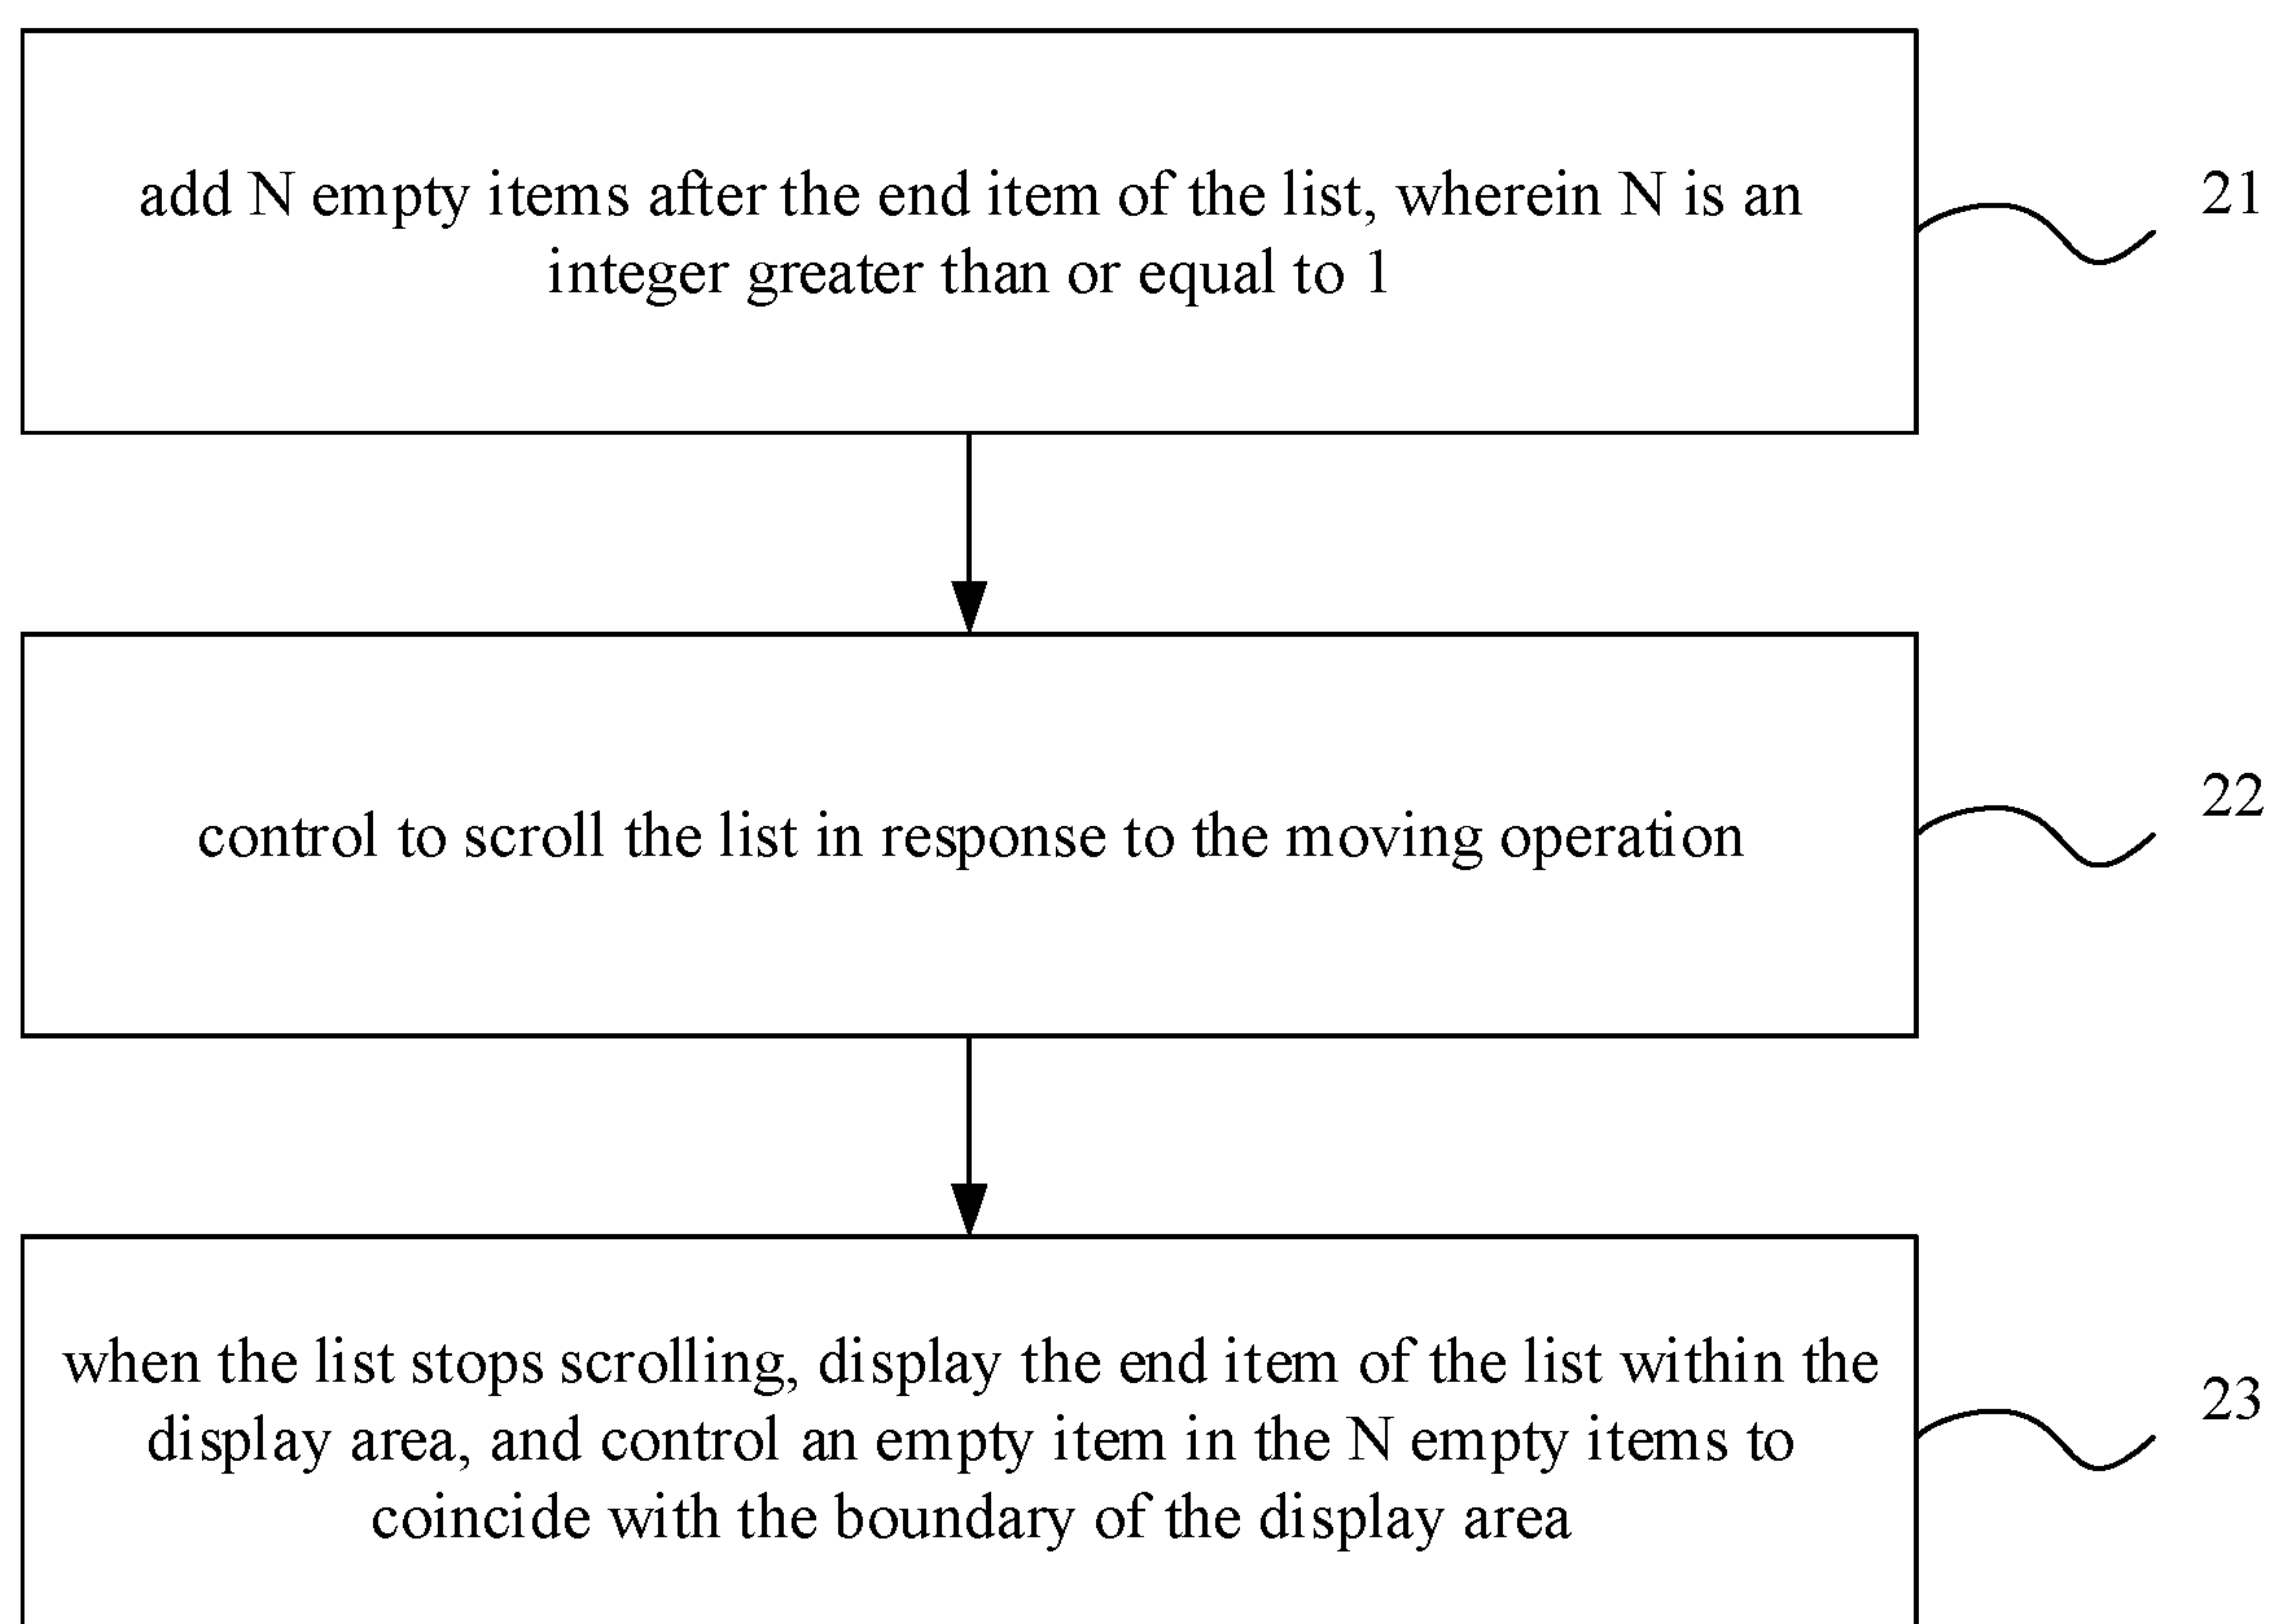 add N empty items after the end item of the list, wherein N is an
integer greater than or equal to 1
21
control to scroll the list in response to the moving operation
22
when the list stops scrolling, display the end item of the list within the
display area, and control an empty item in the N empty items to
coincide with the boundary of the display area
23